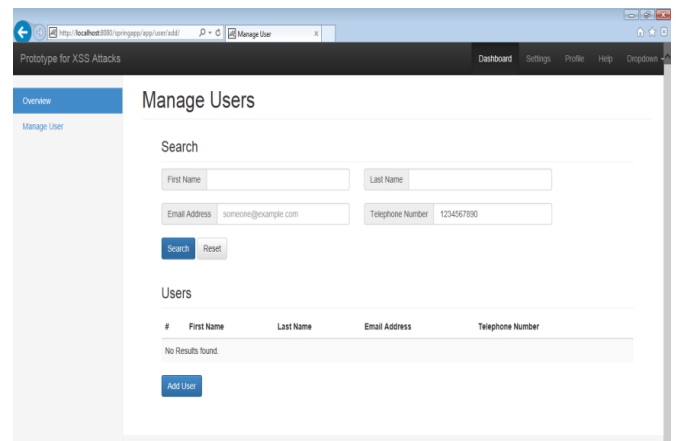 http://localhost:8080/springapp/app/user/add/
Manage User
Prototype for XSS Attacks
Dashboard
Settings
Profile
Help
Dropdown
Overview
Manage User
Manage Users
Search
First Name
Last Name
Email Address someone@example.com
Telephone Number 1234567890
Search
Reset
Users
# First Name Last Name Email Address Telephone Number
No Results found.
Add User